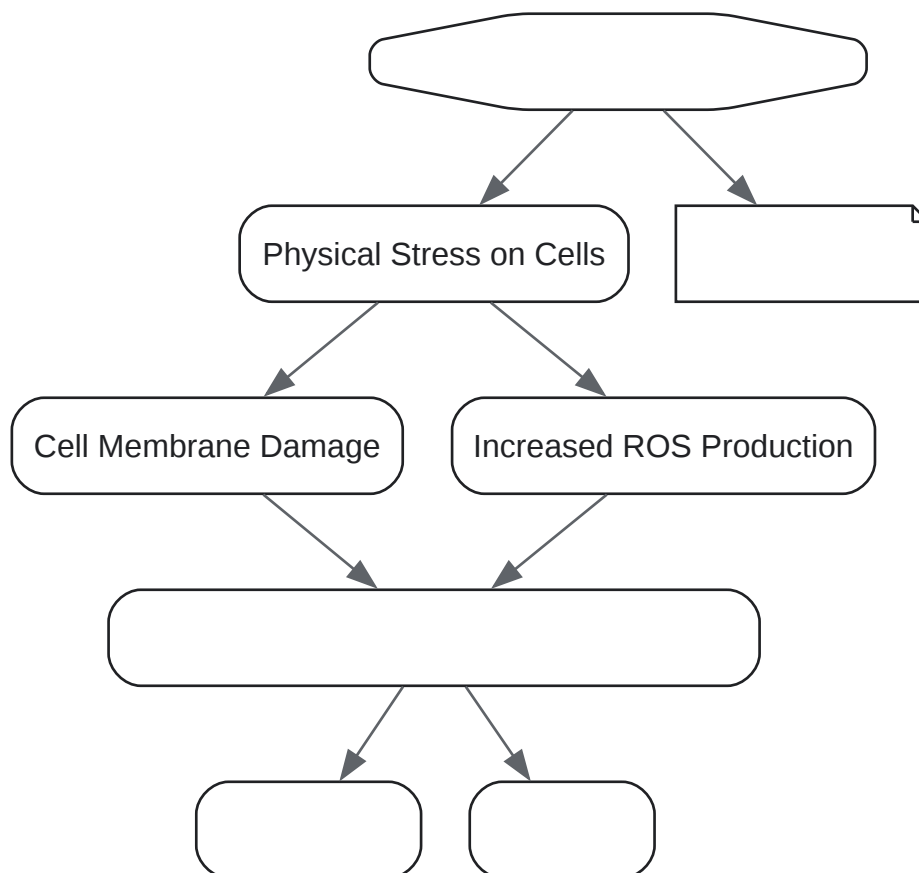 Physical Stress on Cells
Cell Membrane Damage
Increased ROS Production